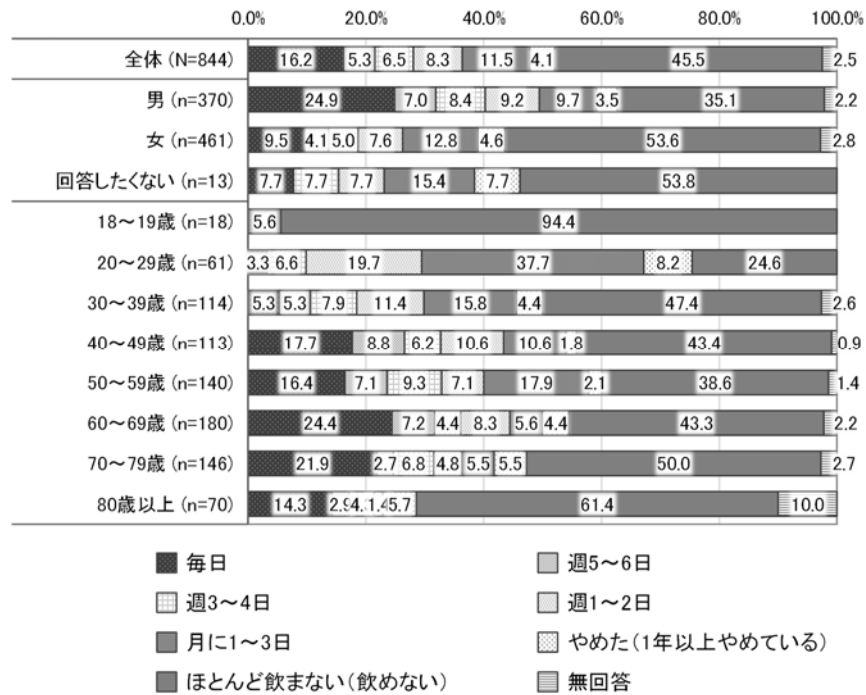 0.0% 20.0% 40.0% 60.0% 80.0% 100.0%
全体 (N=844) 16.2 5.3 6.5 8.3 11.5 4.1 45.5 2.5
男 (n=370) 24.9 7.0 8.4 9.2 9.7 3.5 35.1 2.2
女 (n=461) 9.5 4.1 5.0 7.6 12.8 4.6 53.6 2.8
回答したくない (n=13) 7.7 7.7 7.7 15.4 7.7 53.8
18～19歳 (n=18) 5.6 94.4
20～29歳 (n=61) 3.3 6.6 19.7 37.7 8.2 24.6
30～39歳 (n=114) 5.3 5.3 7.9 11.4 15.8 4.4 47.4 2.6
40～49歳 (n=113) 17.7 8.8 6.2 10.6 10.6 1.8 43.4 0.9
50～59歳 (n=140) 16.4 7.1 9.3 7.1 17.9 2.1 38.6 1.4
60～69歳 (n=180) 24.4 7.2 4.4 8.3 5.6 4.4 43.3 2.2
70～79歳 (n=146) 21.9 2.7 6.8 4.8 5.5 5.5 50.0 2.7
80歳以上 (n=70) 14.3 2.9 4.3 1.4 5.7 61.4 10.0
毎日 週5～6日
週3～4日 週1～2日
月に1～3日 やめた(1年以上やめている)
ほとんど飲まない(飲めない) 無回答